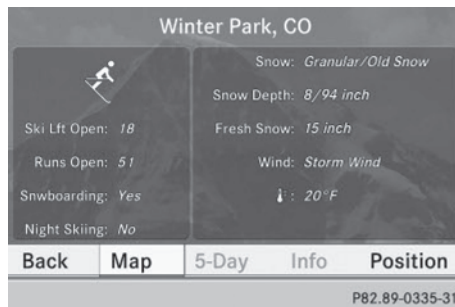 Winter Park, CO
Ski Lft Open: 18
Runs Open: 51
Snwboarding: Yes
Night Skiing: No
Snow: Granular/Old Snow
Snow Depth: 8/94 inch
Fresh Snow: 15 inch
Wind: Storm Wind
: 20°F
Back Map 5-Day Info Position
P82.89-0335-31